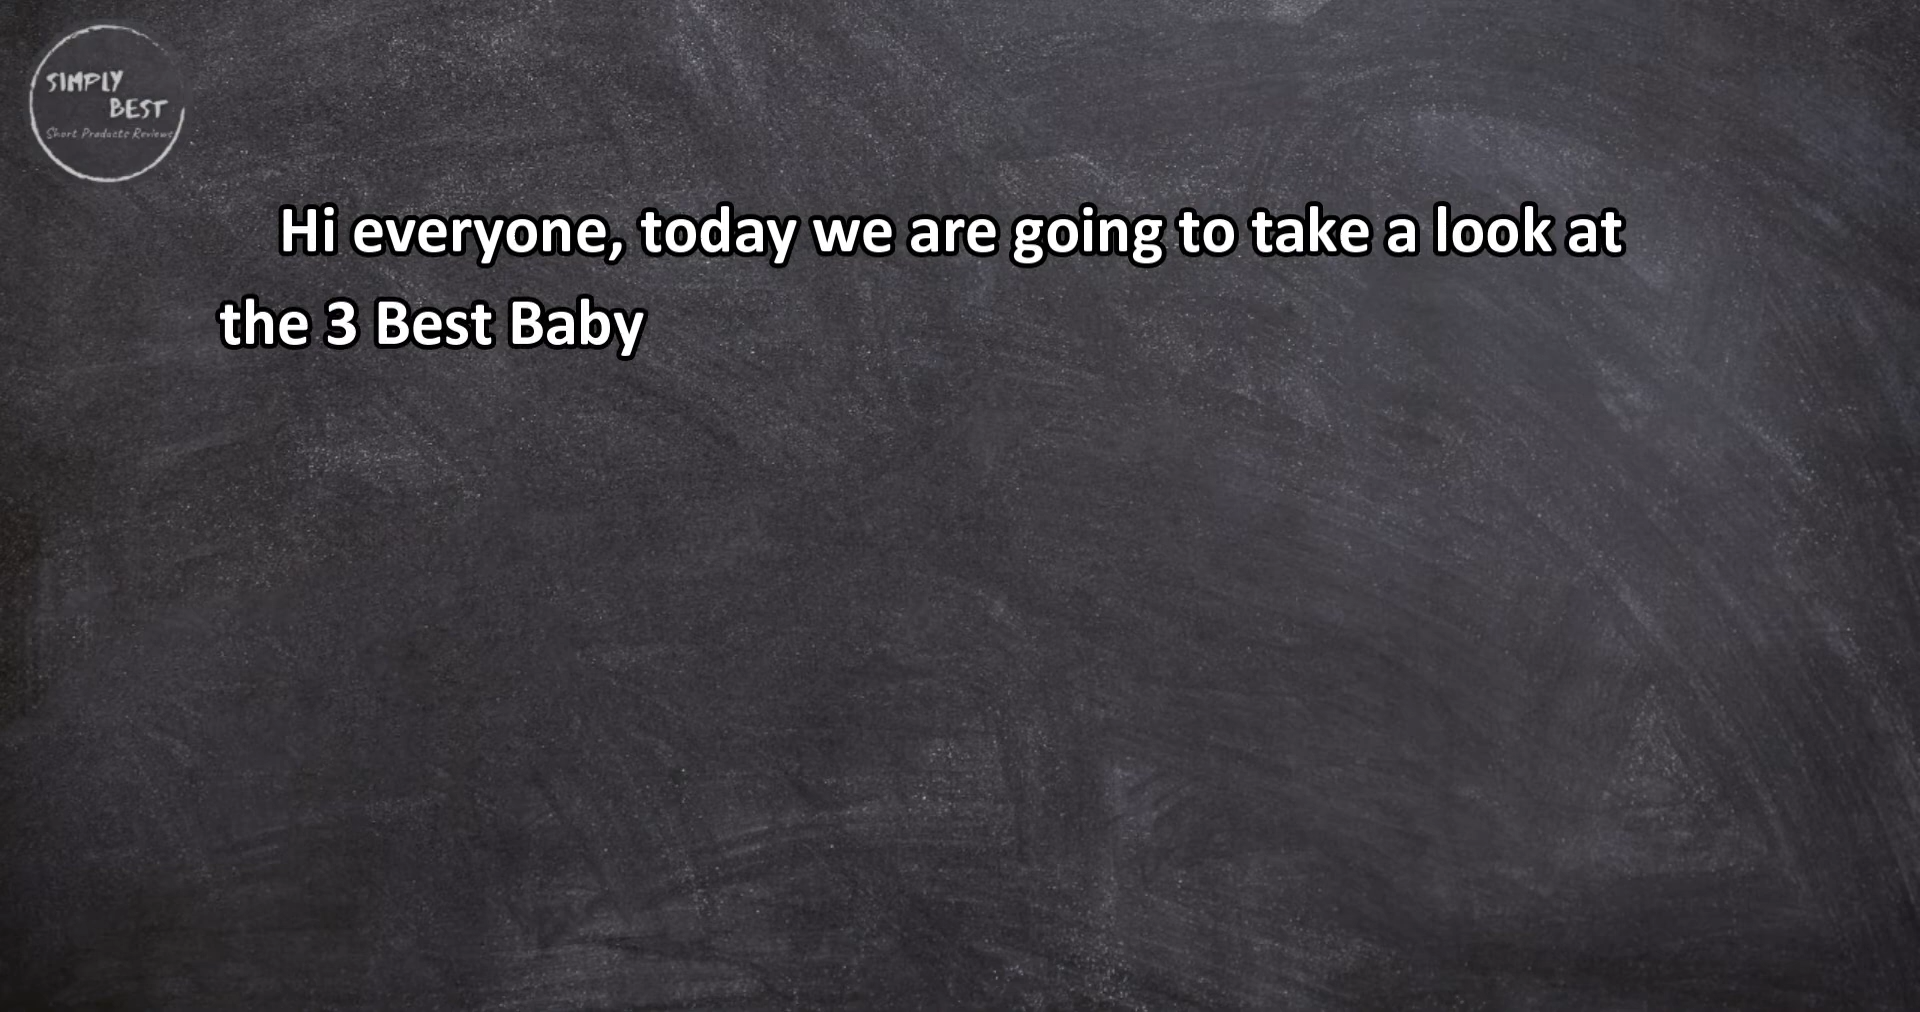 SIMPLY
BEST
Short Products Reviews
Hi everyone, today we are going to take a look at
the 3 Best Baby